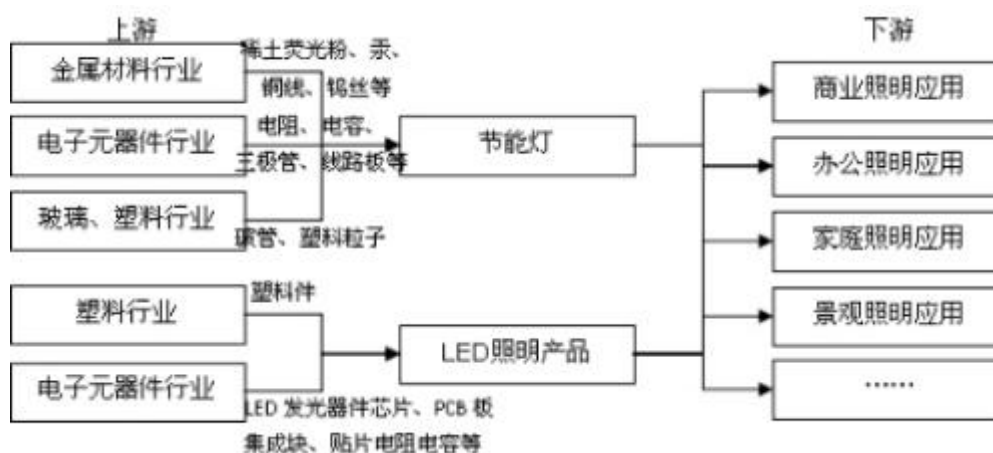 上游
下游
金属材料行业
稀土荧光粉、汞、
铜线、钨丝等
电子元器件行业
电阻、电容、
三极管、线路板等
玻璃、塑料行业
玻管、塑料粒子
节能灯
塑料行业
塑料件
电子元器件行业
LED 发光器件芯片、PCB 板
集成块、贴片电阻电容等
LED照明产品
商业照明应用
办公照明应用
家庭照明应用
景观照明应用
……